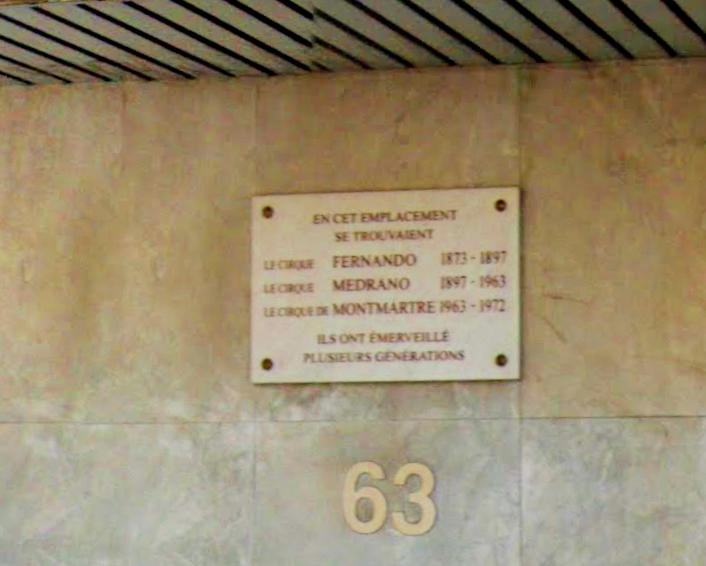 EN CET EMPLACEMENT
SE TROUVAIENT
LE CIRQUE FERNANDO 1873 - 1897
LE CIRQUE MEDRANO 1897 - 1963
LE CIRQUE DE MONTMARTRE 1963 - 1972
ILS ONT ÉMERVEILLÉ
PLUSIEURS GÉNÉRATIONS
63